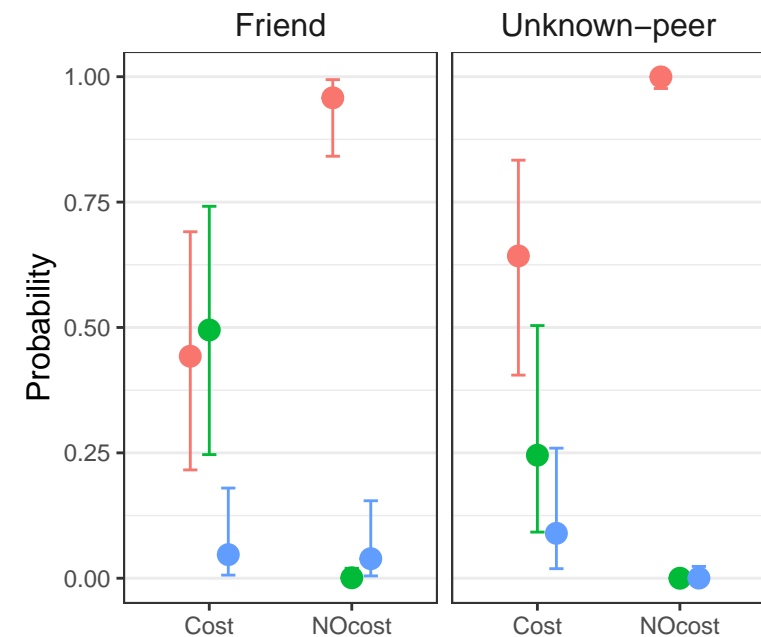 Friend
Unknown−peer
Probability
1.00
0.75
0.50
0.25
0.00
Cost
NOcost
Cost
NOcost